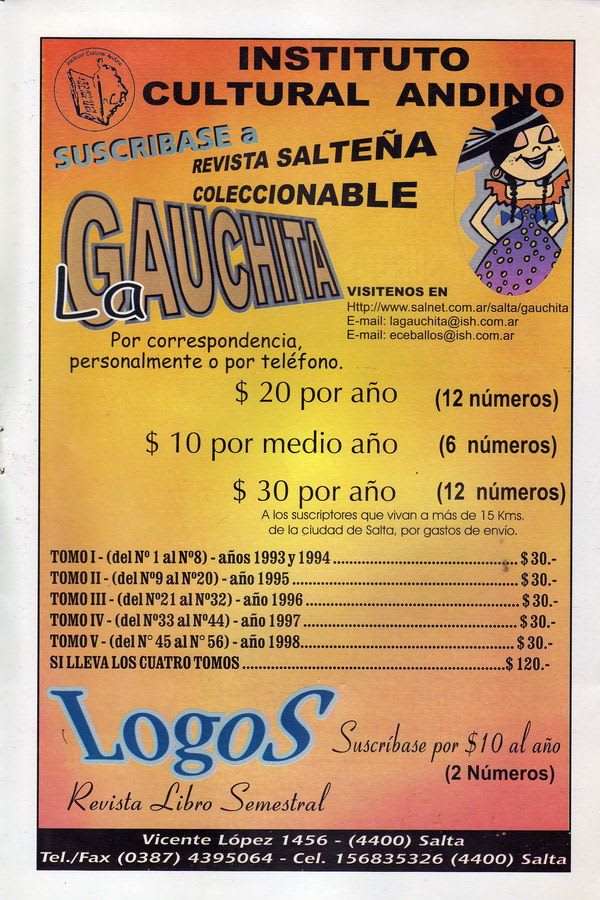 Instituto Cultural Andino
INSTITUTO
CULTURAL ANDINO
SUSCRIBASE a
REVISTA SALTEÑA
COLECCIONABLE
La GAUCHITA
VISITENOS EN
Http://www.salnet.com.ar/salta/gauchita
E-mail: lagauchita@ish.com.ar
E-mail: eceballos@ish.com.ar
Por correspondencia,
personalmente o por teléfono.
$ 20 por año (12 números)
$ 10 por medio año (6 números)
$ 30 por año (12 números)
A los suscriptores que vivan a más de 15 Kms.
de la ciudad de Salta, por gastos de envío.
TOMO I - (del Nº 1 al Nº8) - años 1993 y 1994 ........ $ 30.-
TOMO II - (del Nº9 al Nº20) - año 1995 ........ $ 30.-
TOMO III - (del Nº21 al Nº32) - año 1996 ........ $ 30.-
TOMO IV - (del Nº33 al Nº44) - año 1997 ........ $ 30.-
TOMO V - (del N° 45 al N° 56) - año 1998........ $ 30.-
SI LLEVA LOS CUATRO TOMOS ........ $ 120.-
LogoS
Suscríbase por $10 al año
(2 Números)
Revista Libro Semestral
Vicente López 1456 - (4400) Salta
Tel./Fax (0387) 4395064 - Cel. 156835326 (4400) Salta